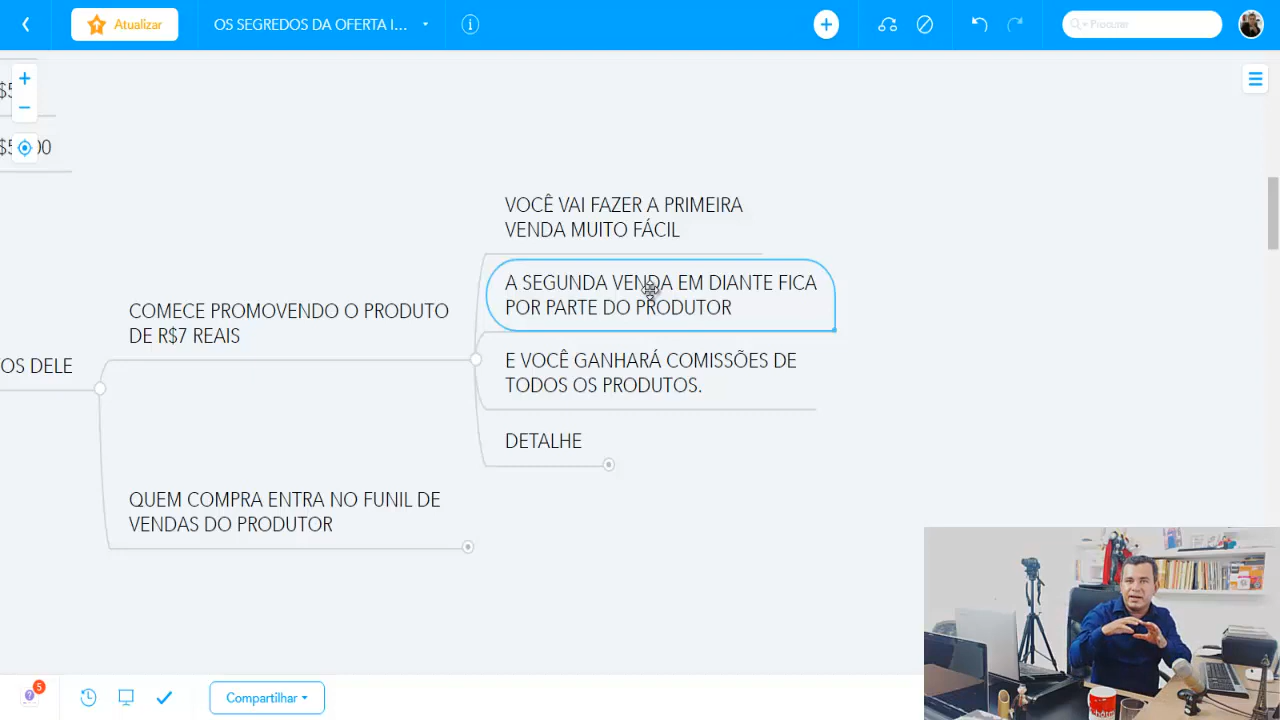 Atualizar
OS SEGREDOS DA OFERTA I...
Procurar
VOCÊ VAI FAZER A PRIMEIRA
VENDA MUITO FÁCIL
A SEGUNDA VENDA EM DIANTE FICA
POR PARTE DO PRODUTOR
COMECE PROMOVENDO O PRODUTO
DE R$7 REAIS
OS DELE
E VOCÊ GANHARÁ COMISSÕES DE
TODOS OS PRODUTOS.
DETALHE
QUEM COMPRA ENTRA NO FUNIL DE
VENDAS DO PRODUTOR
5
Compartilhar